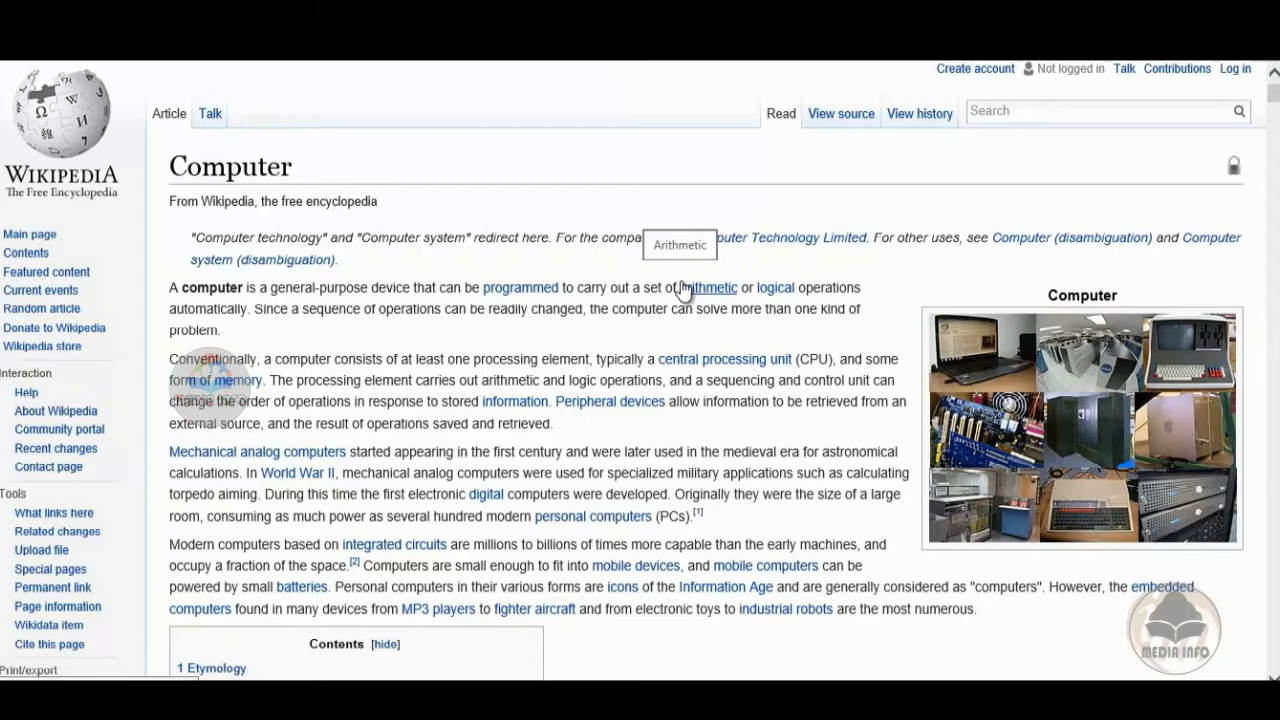 Create account Not logged in Talk Contributions Log in
Article Talk Read View source View history Search
WIKIPEDIA
The Free Encyclopedia
Computer
From Wikipedia, the free encyclopedia
"Computer technology" and "Computer system" redirect here. For the compa outer Technology Limited. For other uses, see Computer (disambiguation) and Computer
system (disambiguation).
Arithmetic
A computer is a general-purpose device that can be programmed to carry out a set of arithmetic or logical operations
automatically. Since a sequence of operations can be readily changed, the computer can solve more than one kind of
problem.
Conventionally, a computer consists of at least one processing element, typically a central processing unit (CPU), and some
form of memory. The processing element carries out arithmetic and logic operations, and a sequencing and control unit can
change the order of operations in response to stored information. Peripheral devices allow information to be retrieved from an
external source, and the result of operations saved and retrieved.
Mechanical analog computers started appearing in the first century and were later used in the medieval era for astronomical
calculations. In World War II, mechanical analog computers were used for specialized military applications such as calculating
torpedo aiming. During this time the first electronic digital computers were developed. Originally they were the size of a large
room, consuming as much power as several hundred modern personal computers (PCs).[1]
Modern computers based on integrated circuits are millions to billions of times more capable than the early machines, and
occupy a fraction of the space.[2] Computers are small enough to fit into mobile devices, and mobile computers can be
powered by small batteries. Personal computers in their various forms are icons of the Information Age and are generally considered as "computers". However, the embedded
computers found in many devices from MP3 players to fighter aircraft and from electronic toys to industrial robots are the most numerous.
Contents [hide]
1 Etymology
Computer
Main page
Contents
Featured content
Current events
Random article
Donate to Wikipedia
Wikipedia store
Interaction
Help
About Wikipedia
Community portal
Recent changes
Contact page
Tools
What links here
Related changes
Upload file
Special pages
Permanent link
Page information
Wikidata item
Cite this page
Print/export
MEDIA INFO